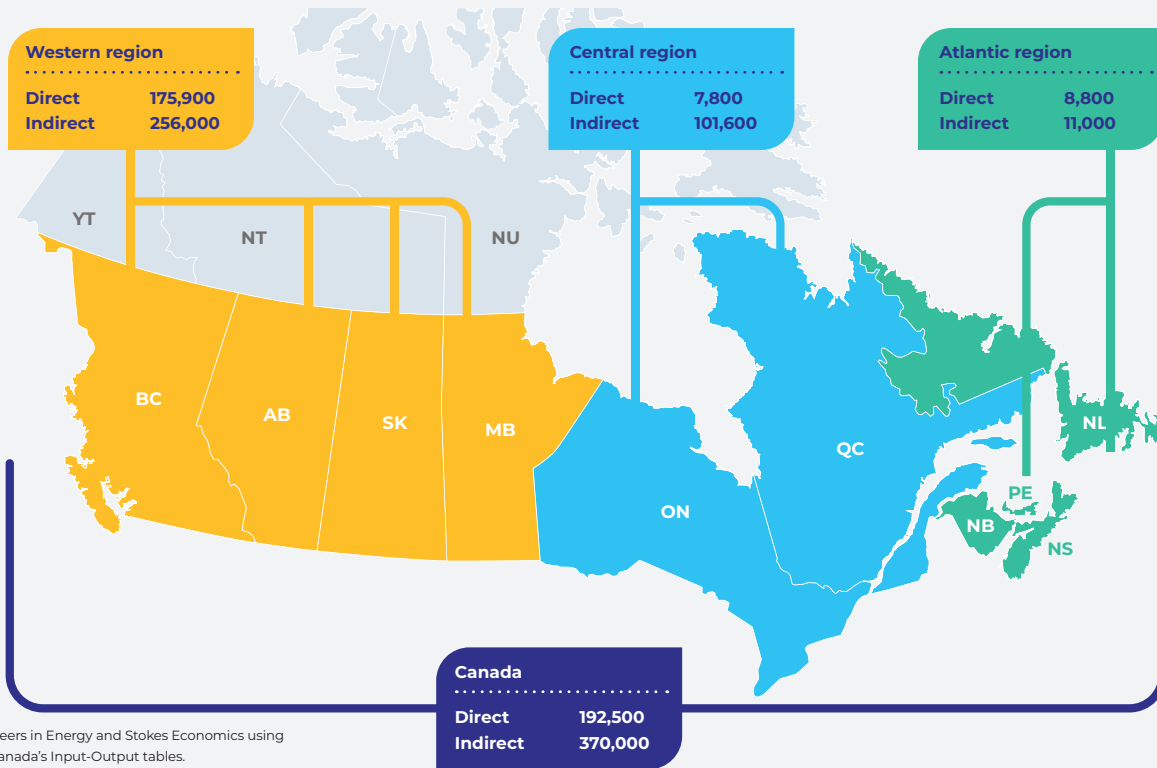 Western region
Direct 175,900
Indirect 256,000
Central region
Direct 7,800
Indirect 101,600
Atlantic region
Direct 8,800
Indirect 11,000
YT
NT
NU
BC
AB
SK
MB
ON
QC
NL
PE
NB
NS
Canada
Direct 192,500
Indirect 370,000
eers in Energy and Stokes Economics using
anada’s Input-Output tables.